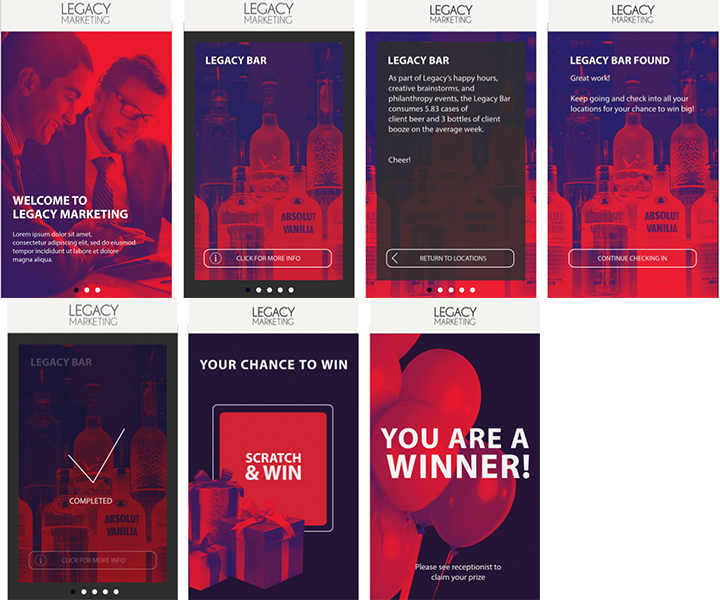 LEGACY
MARKETING
WELCOME TO
LEGACY MARKETING
Lorem ipsum dolor sit amet,
consectetur adipiscing elit, sed do eiusmod
tempor incididunt ut labore et dolore
magna aliqua.
LEGACY
MARKETING
LEGACY BAR
ABSOLUT
VANILIA
CLICK FOR MORE INFO
LEGACY
MARKETING
LEGACY BAR
As part of Legacy's happy hours,
creative brainstorms, and
philanthropy events, the Legacy Bar
consumes 5.83 cases of
client beer and 3 bottles of client
booze on the average week.
Cheer!
ABSOLUT
VANILIA
RETURN TO LOCATIONS
LEGACY
MARKETING
LEGACY BAR FOUND
Great work!
Keep going and check into all your
locations for your chance to win big!
ABSOLUT
VANILIA
CONTINUE CHECKING IN
LEGACY
MARKETING
LEGACY BAR
COMPLETED
ABSOLUT
VANILIA
CLICK FOR MORE INFO
LEGACY
MARKETING
YOUR CHANCE TO WIN
SCRATCH
& WIN
LEGACY
MARKETING
YOU ARE A
WINNER!
Please see receptionist to
claim your prize